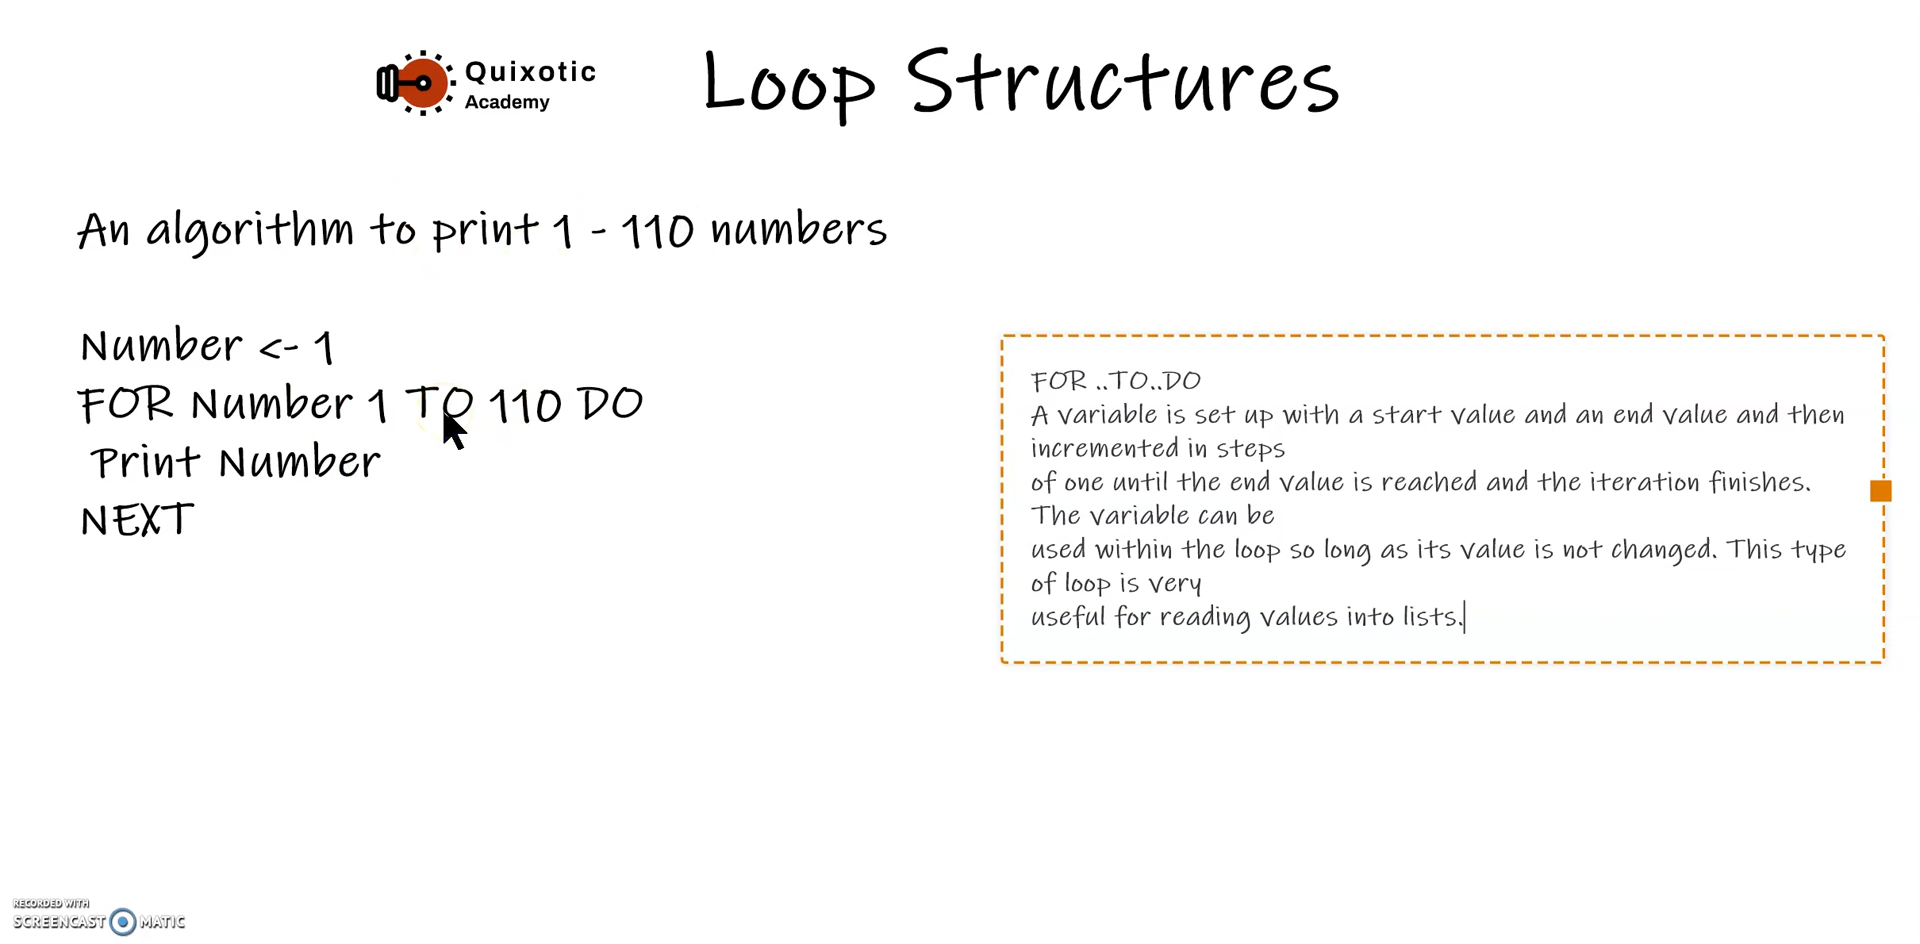 Quixotic
Academy
Loop Structures
An algorithm to print 1 - 110 numbers
Number <- 1
FOR Number 1 TO 110 DO
Print Number
NEXT
FOR ..TO..DO
A variable is set up with a start value and an end value and then
incremented in steps
of one until the end value is reached and the iteration finishes.
The variable can be
used within the loop so long as its value is not changed. This type
of loop is very
useful for reading values into lists.
RECORDED WITH
SCREENCAST MATIC